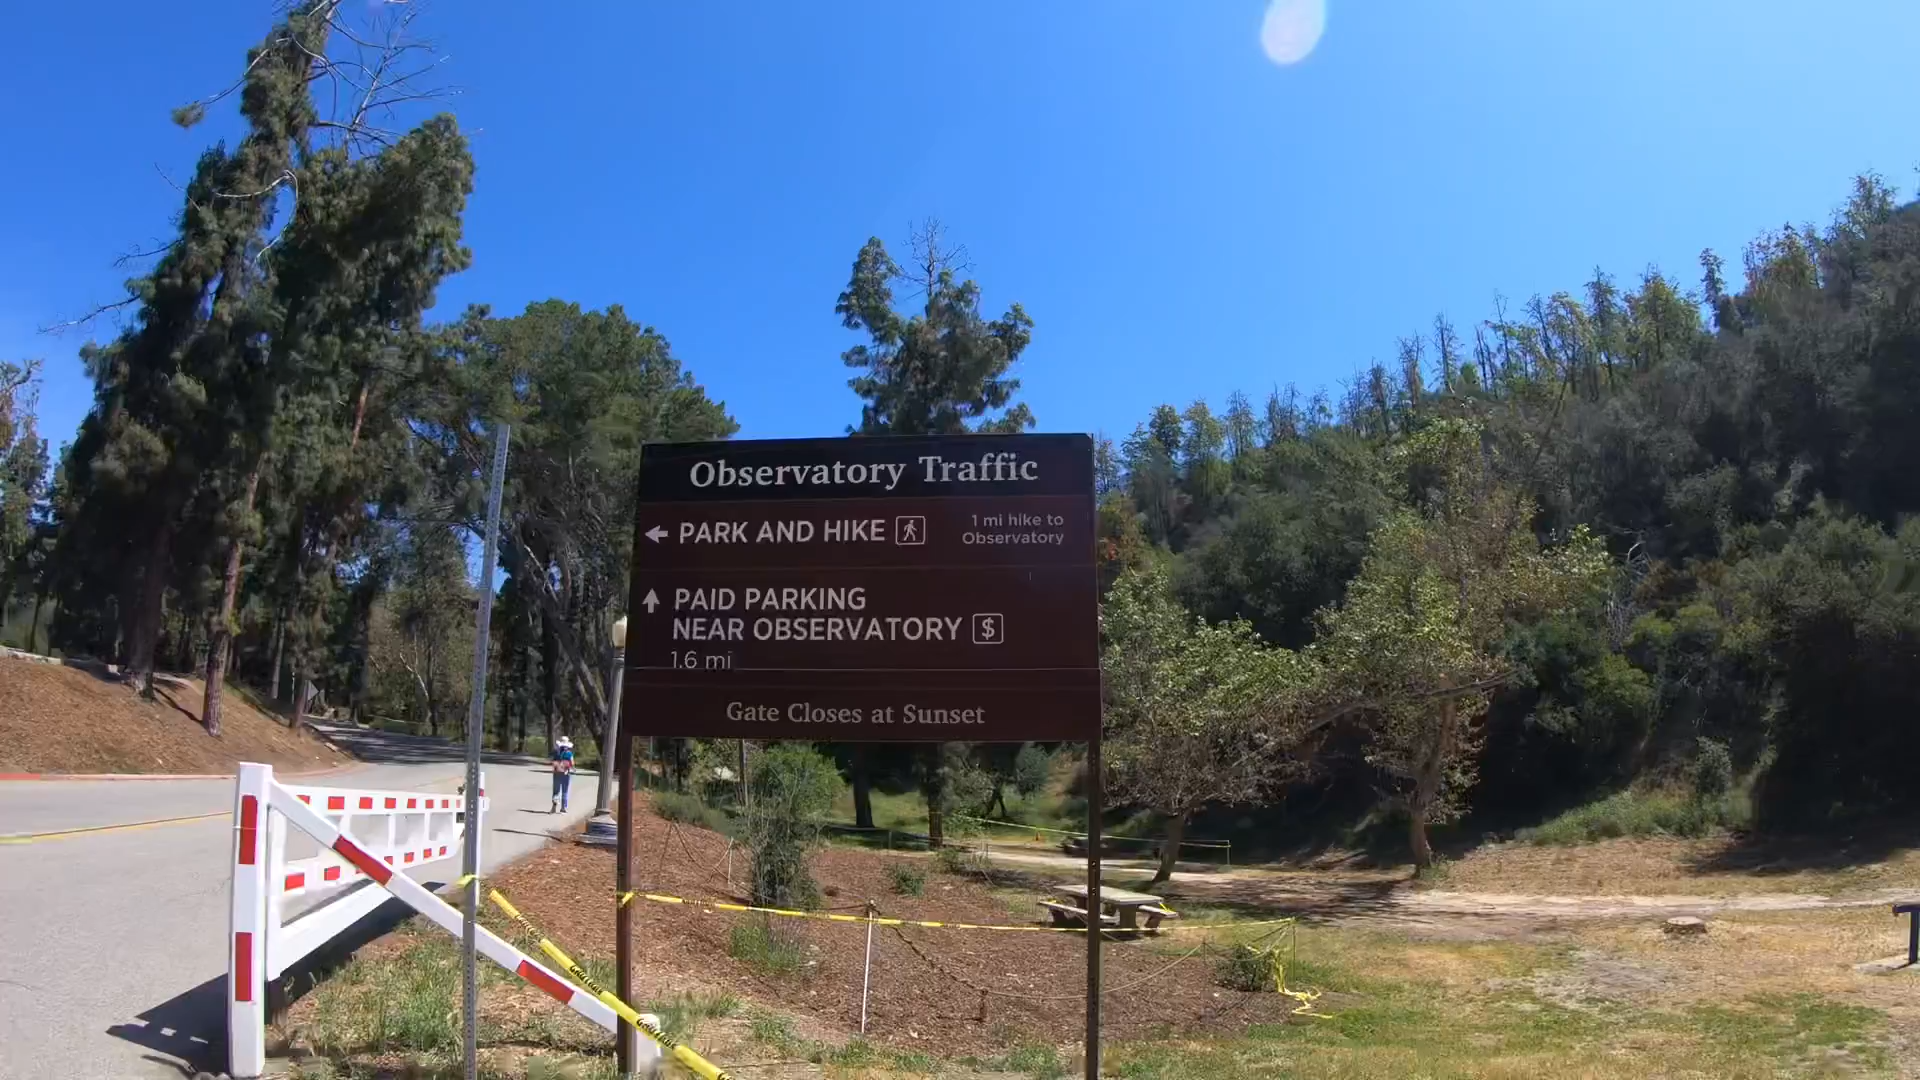 Observatory Traffic
PARK AND HIKE
1 mi hike to
Observatory
PAID PARKING
NEAR OBSERVATORY $
1.6 mi
Gate Closes at Sunset